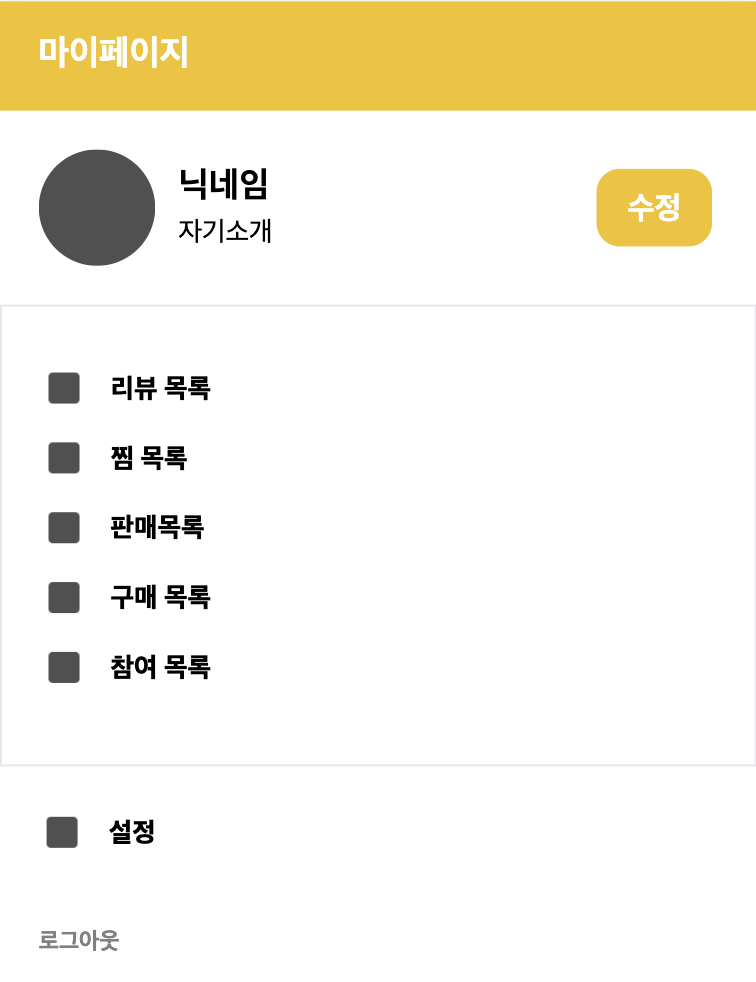 마이페이지
닉네임
자기소개
수정
리뷰 목록
찜 목록
판매목록
구매 목록
참여 목록
설정
로그아웃